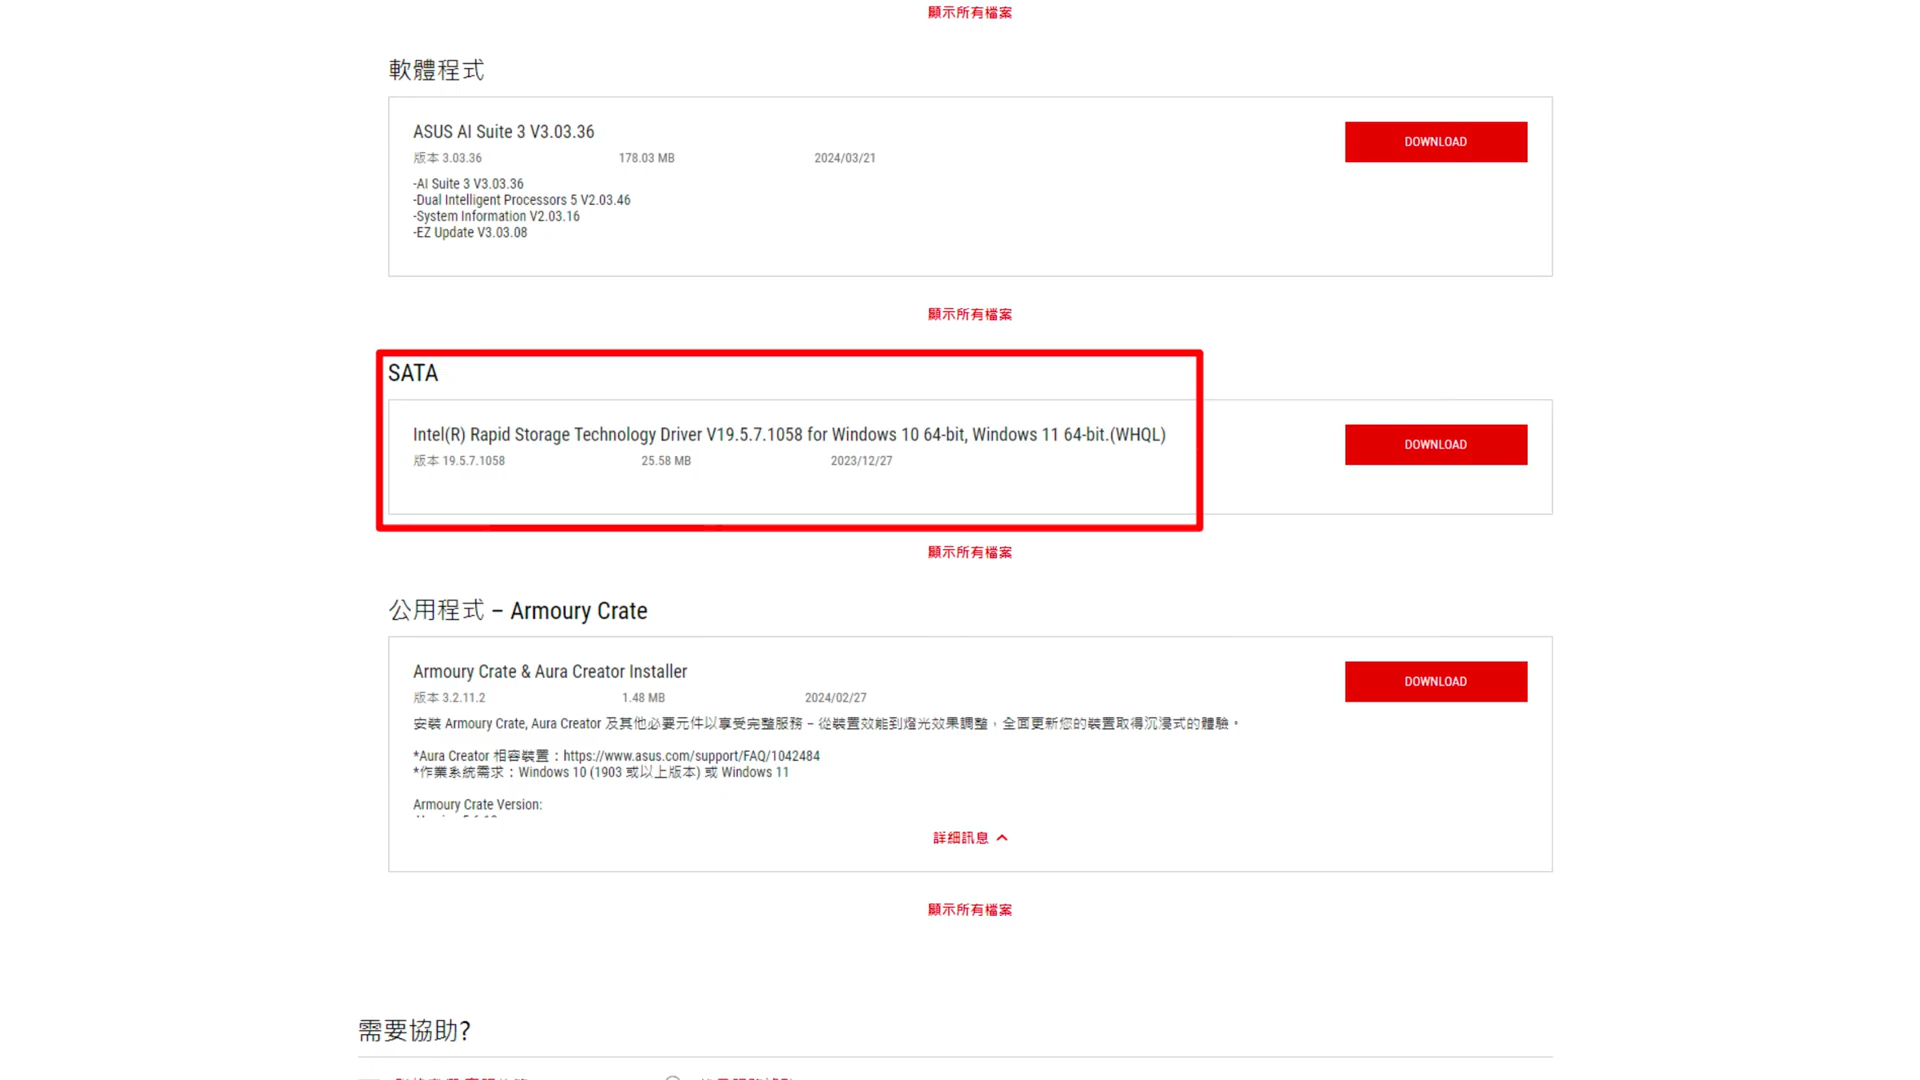 顯示所有檔案
軟體程式
ASUS AI Suite 3 V3.03.36
DOWNLOAD
版本 3.03.36 178.03 MB 2024/03/21
-AI Suite 3 V3.03.36
-Dual Intelligent Processors 5 V2.03.46
-System Information V2.03.16
-EZ Update V3.03.08
顯示所有檔案
SATA
Intel(R) Rapid Storage Technology Driver V19.5.7.1058 for Windows 10 64-bit, Windows 11 64-bit.(WHQL)
DOWNLOAD
版本 19.5.7.1058 25.58 MB 2023/12/27
顯示所有檔案
公用程式 – Armoury Crate
Armoury Crate & Aura Creator Installer
DOWNLOAD
版本 3.2.11.2 1.48 MB 2024/02/27
安裝 Armoury Crate, Aura Creator 及其他必要元件以享受完整服務 – 從裝置效能到燈光效果調整，全面更新您的裝置取得沉浸式的體驗。
*Aura Creator 相容裝置：https://www.asus.com/support/FAQ/1042484
*作業系統需求：Windows 10 (1903 或以上版本) 或 Windows 11
Armoury Crate Version:
詳細訊息
顯示所有檔案
需要協助?